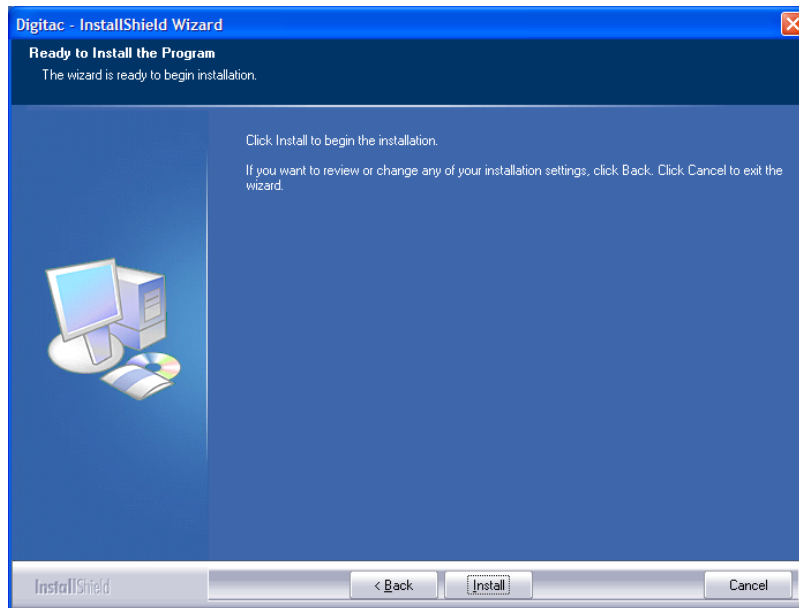 Digitac - InstallShield Wizard
Ready to Install the Program
The wizard is ready to begin installation.
Click Install to begin the installation.
If you want to review or change any of your installation settings, click Back. Click Cancel to exit the
wizard.
InstallShield
< Back
Install
Cancel